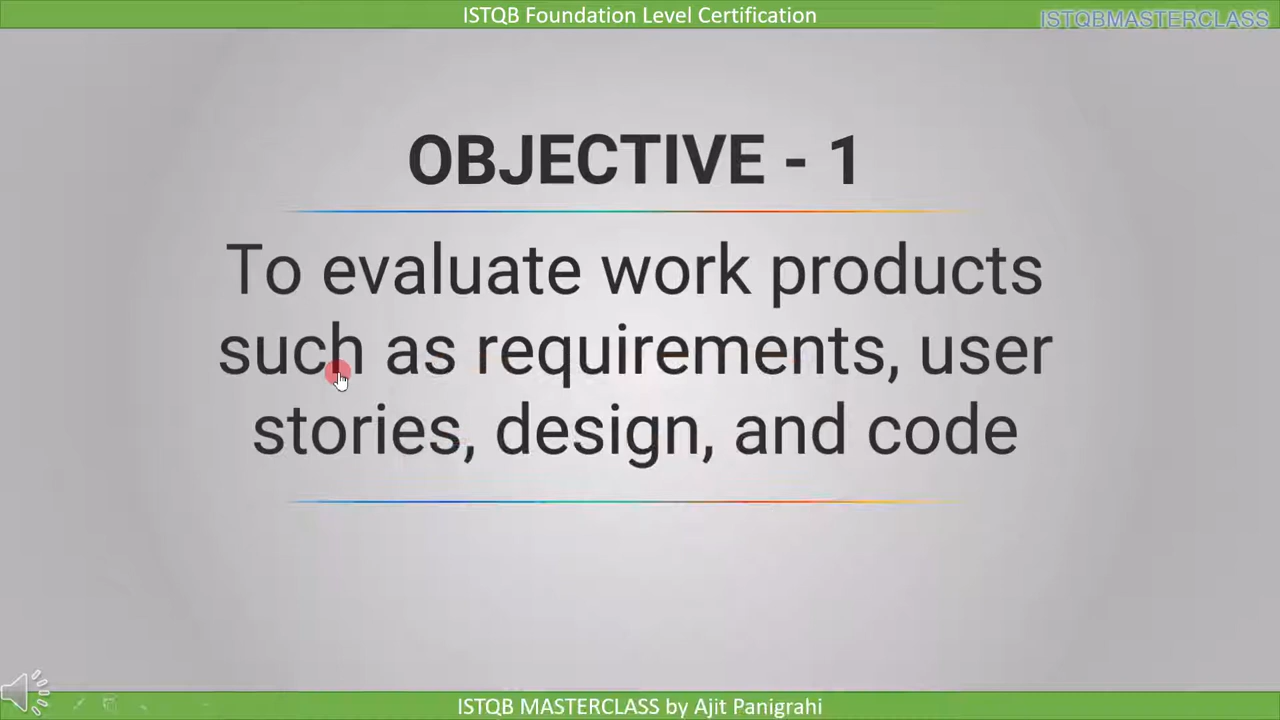 ISTQB Foundation Level Certification
ISTQBMASTERCLASS
OBJECTIVE - 1
To evaluate work products
such as requirements, user
stories, design, and code
ISTQB MASTERCLASS by Ajit Panigrahi